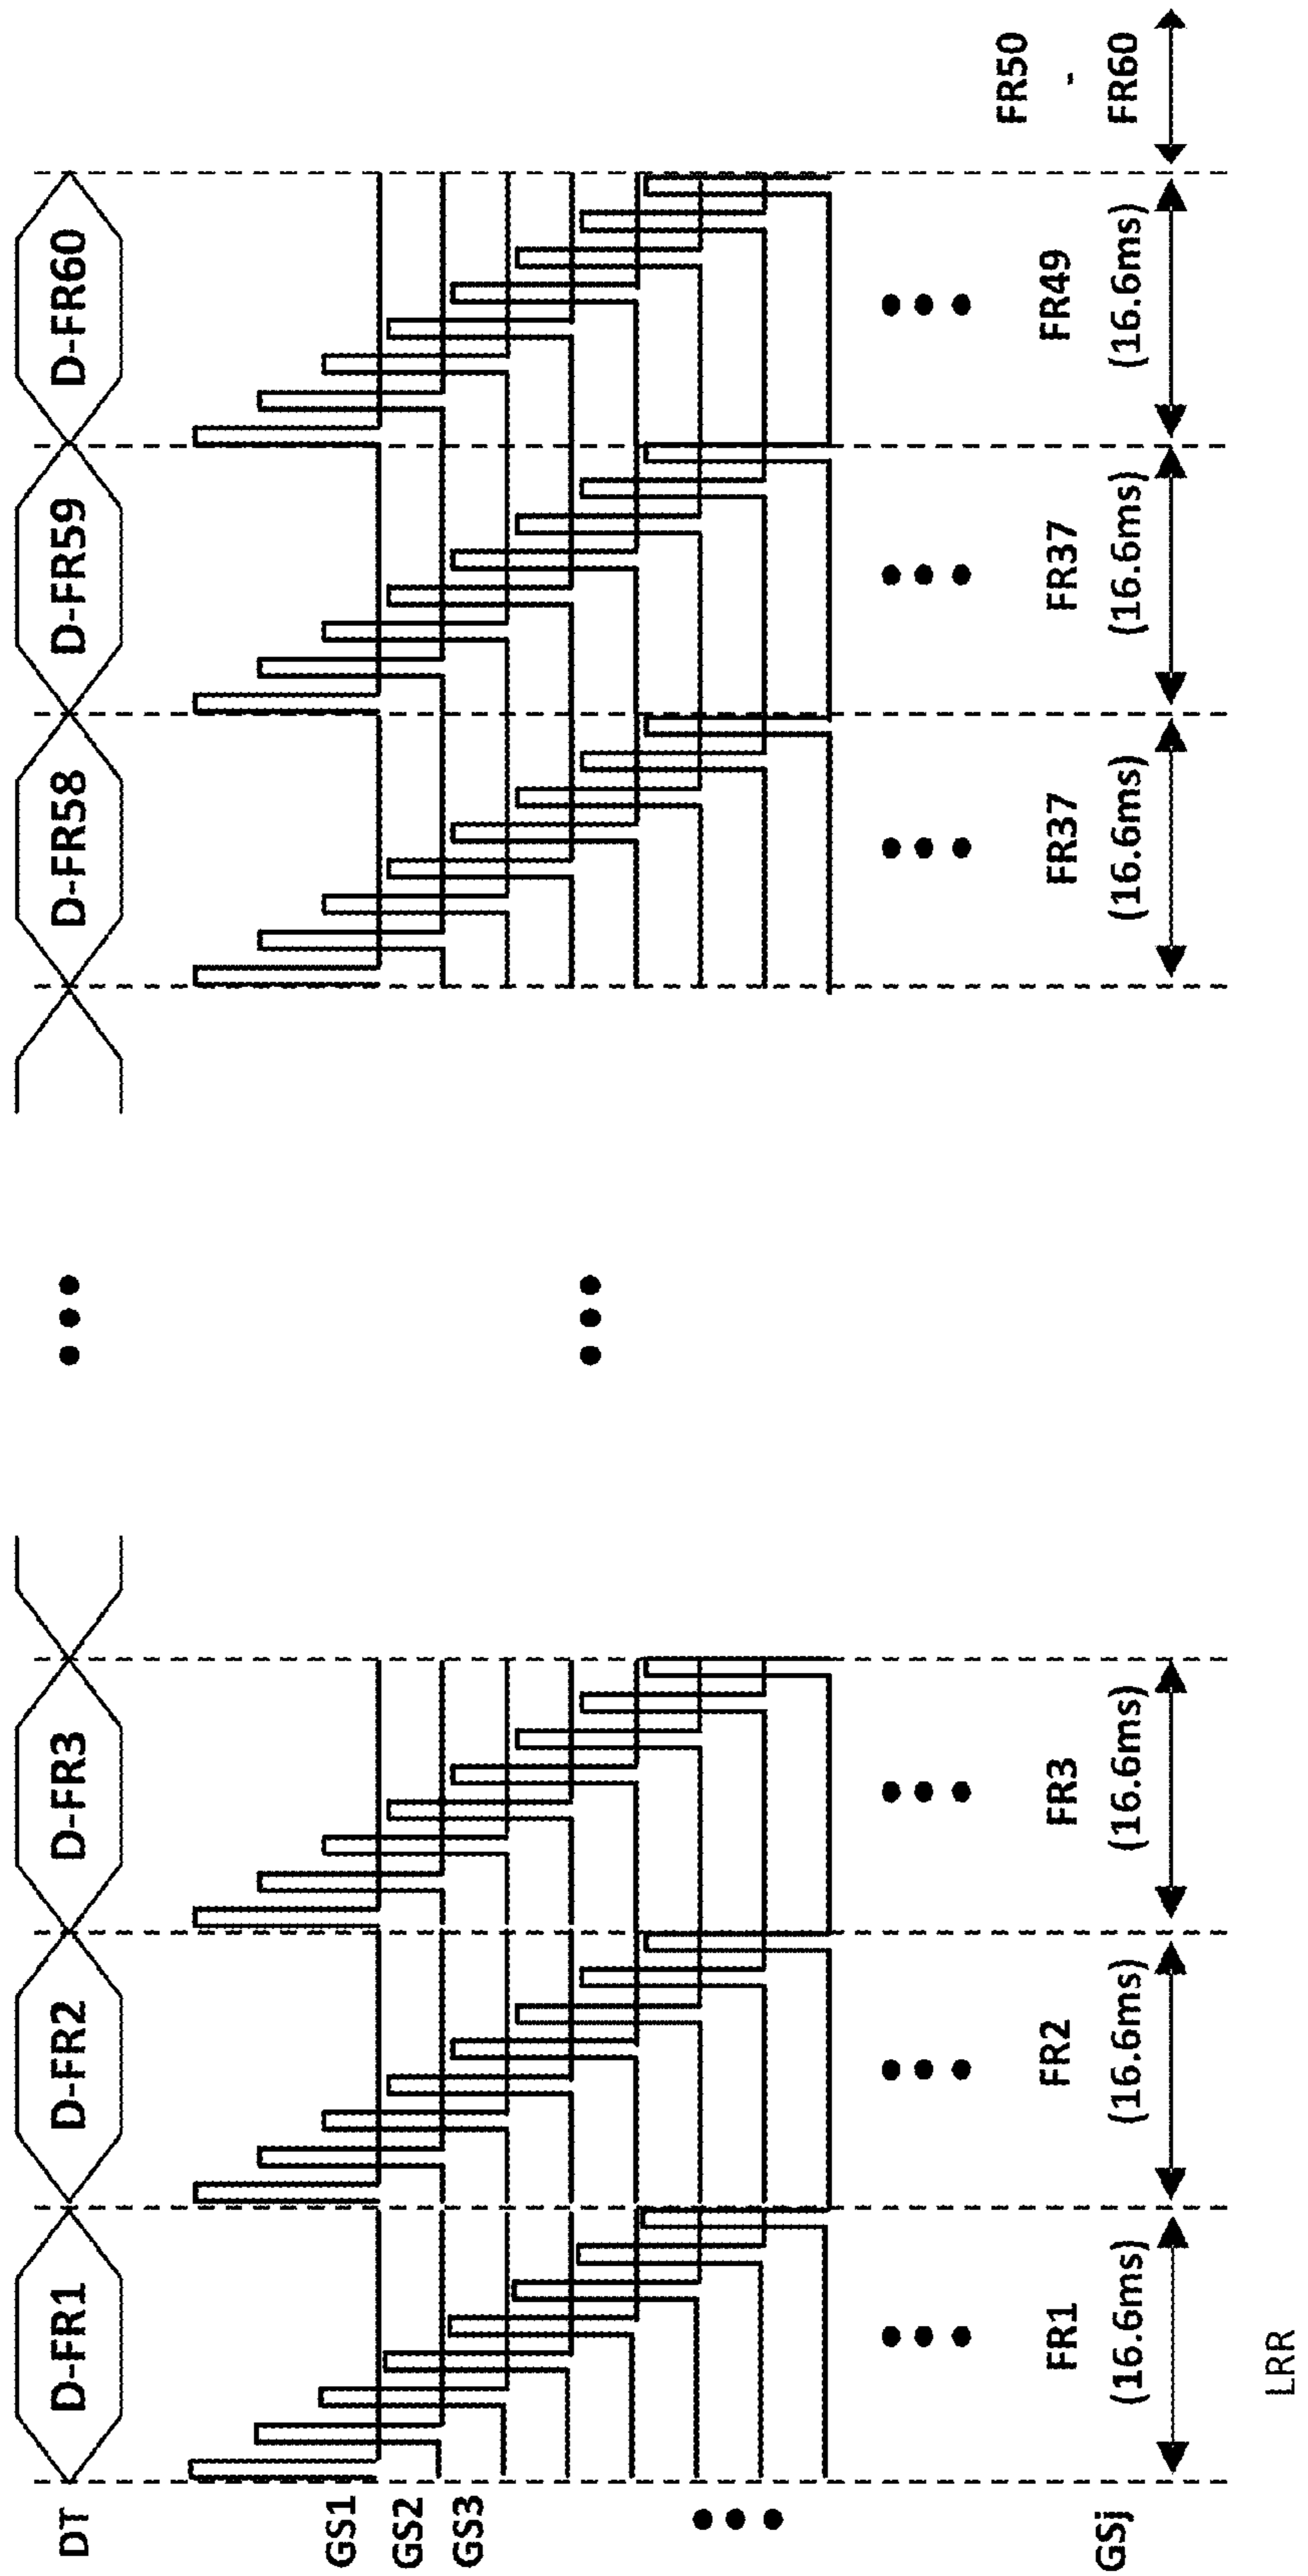 DT
D-FR1
D-FR2
D-FR3
D-FR58
D-FR59
D-FR60
GS1
GS2
GS3
GSj
FR1
(16.6ms)
FR2
(16.6ms)
FR3
(16.6ms)
FR37
(16.6ms)
FR37
(16.6ms)
FR49
(16.6ms)
FR50
-
FR60
LRR